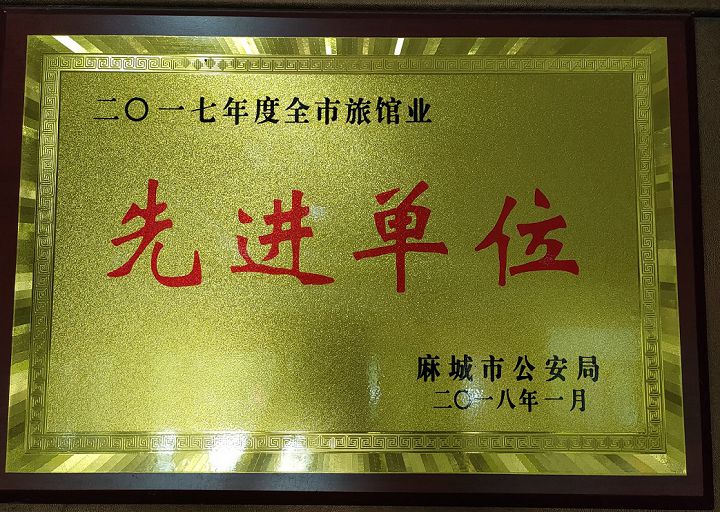 二〇一七年度全市旅馆业
先进单位
麻城市公安局
二〇一八年一月